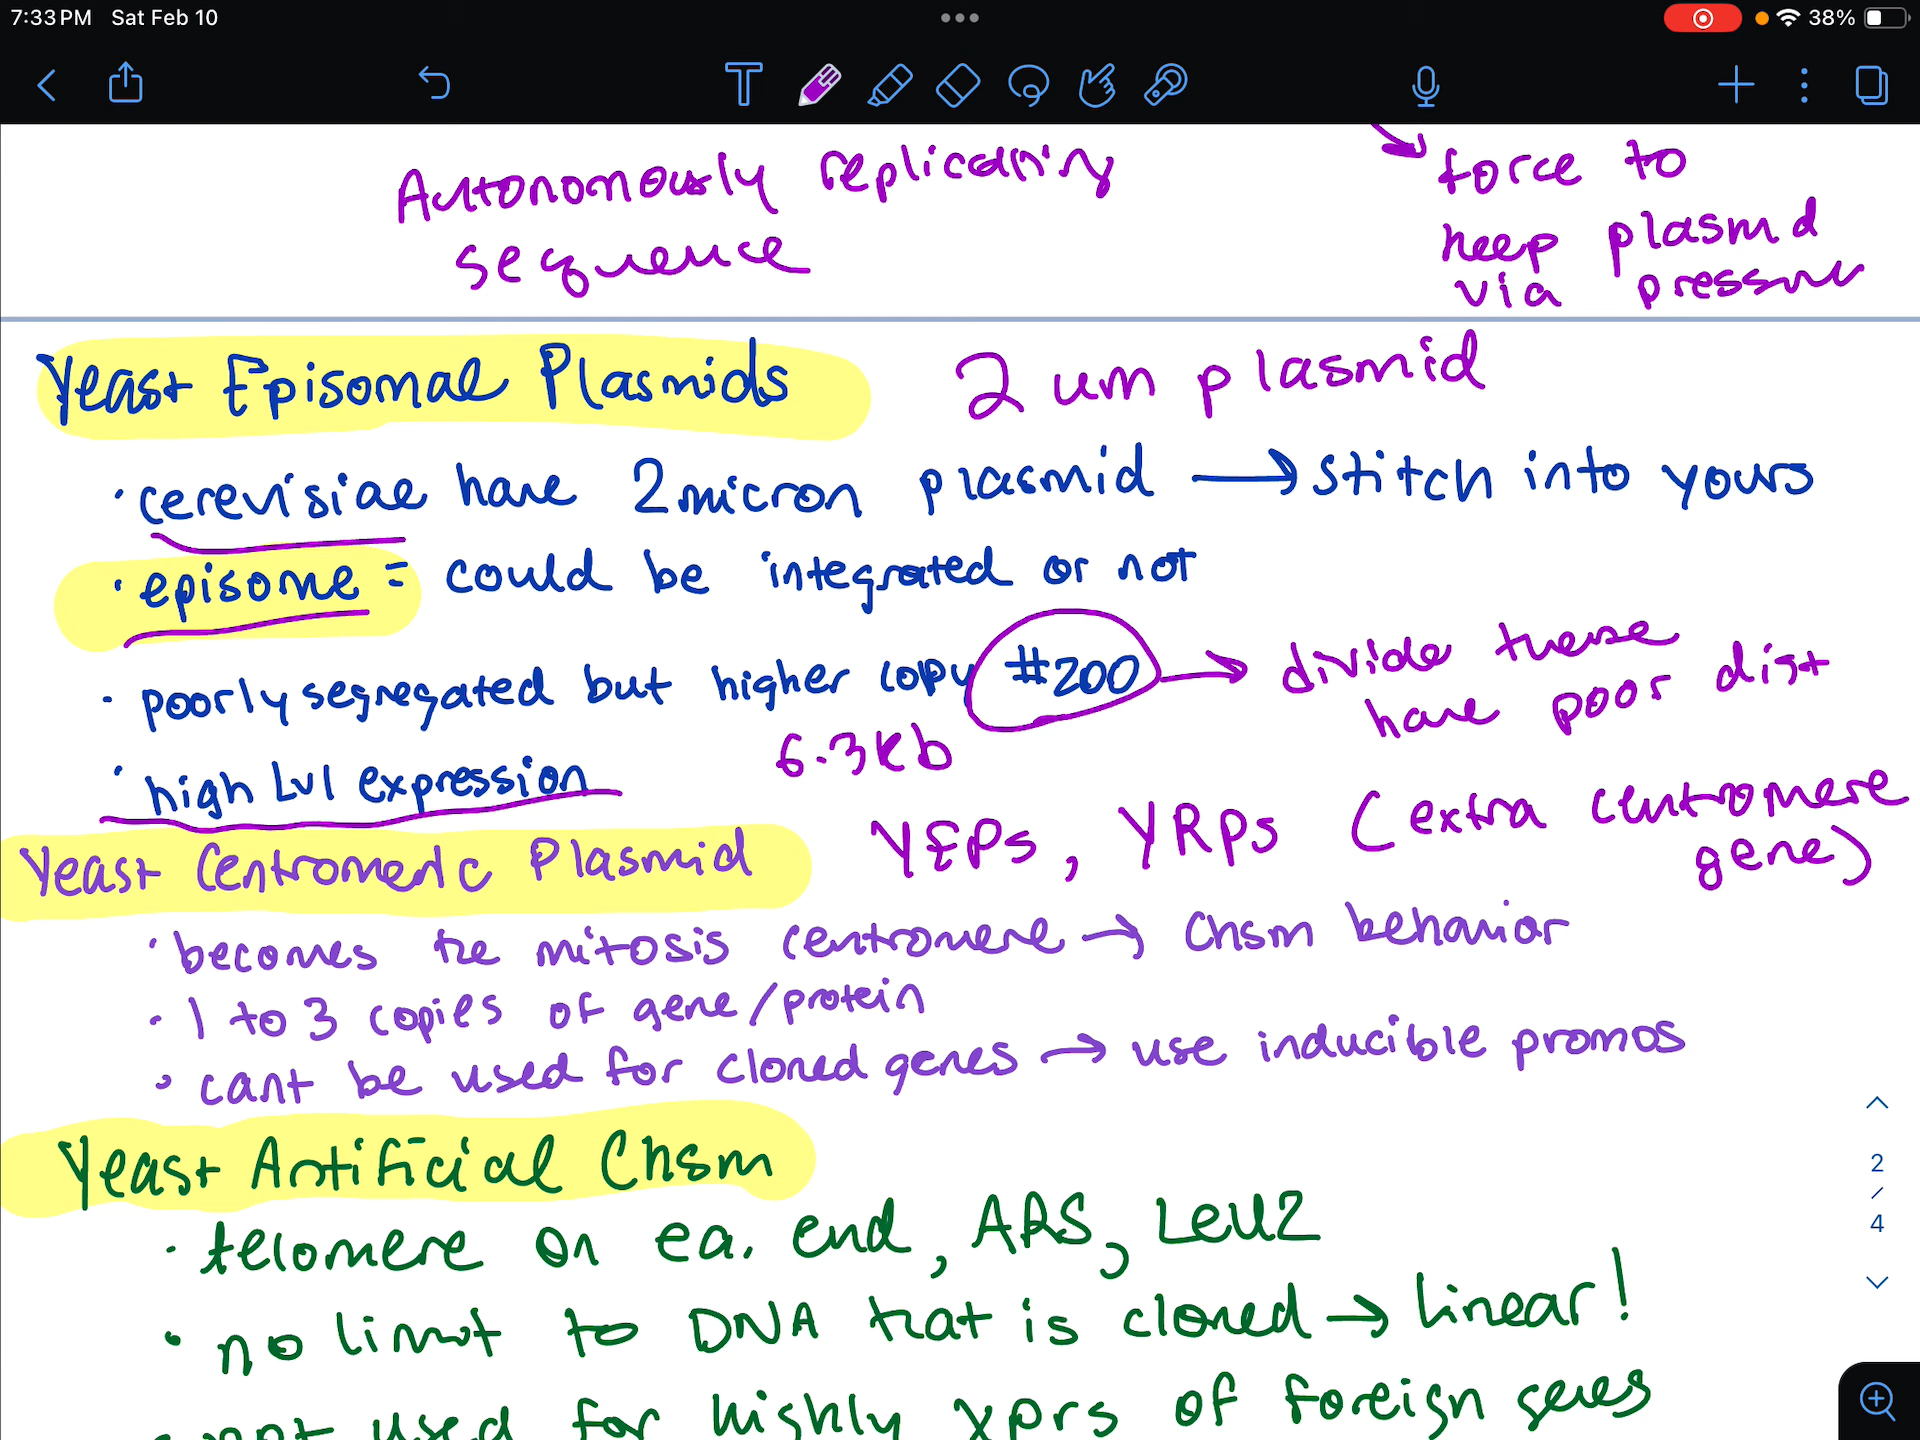 7:33 PM Sat Feb 10
38%
T
Autonomously replicating
sequence
force to
keep plasmd
via pressure
Yeast Episomal Plasmids
2 um plasmid
· cerevisiae have 2micron plasmid → stitch into yours
· episome = could be integrated or not
· poorly segregated but higher copy #200 → divide these
have poor dist
6.3kb
· high Lvl expression
Yeast Centromeric Plasmid
YEPs, YRPs (extra centromere
gene)
· becomes the mitosis centromere → Chsm behavior
· 1 to 3 copies of gene/protein
· cant be used for cloned genes → use inducible promos
Yeast Artificial Chsm
· telomere on ea. end, ARS, Leu2
· no limit to DNA that is cloned → linear!
· not used for highly xprs of foreign genes
2
/
4